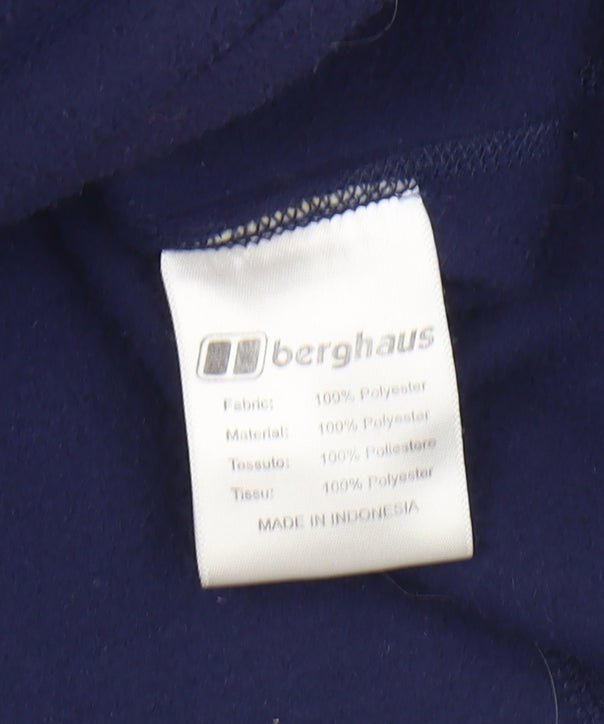 berghaus
Fabric: 100% Polyester
Material: 100% Polyester
Tessuto: 100% Poliestere
Tissu: 100% Polyester
MADE IN INDONESIA